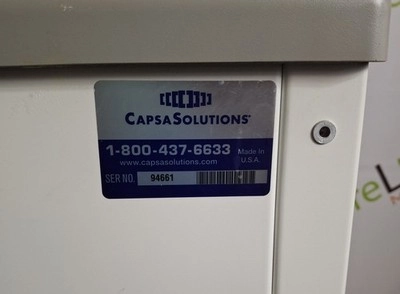 CAPSASOLUTIONS®
1-800-437-6633 Made In U.S.A.
www.capsasolutions.com
SER NO. 94661